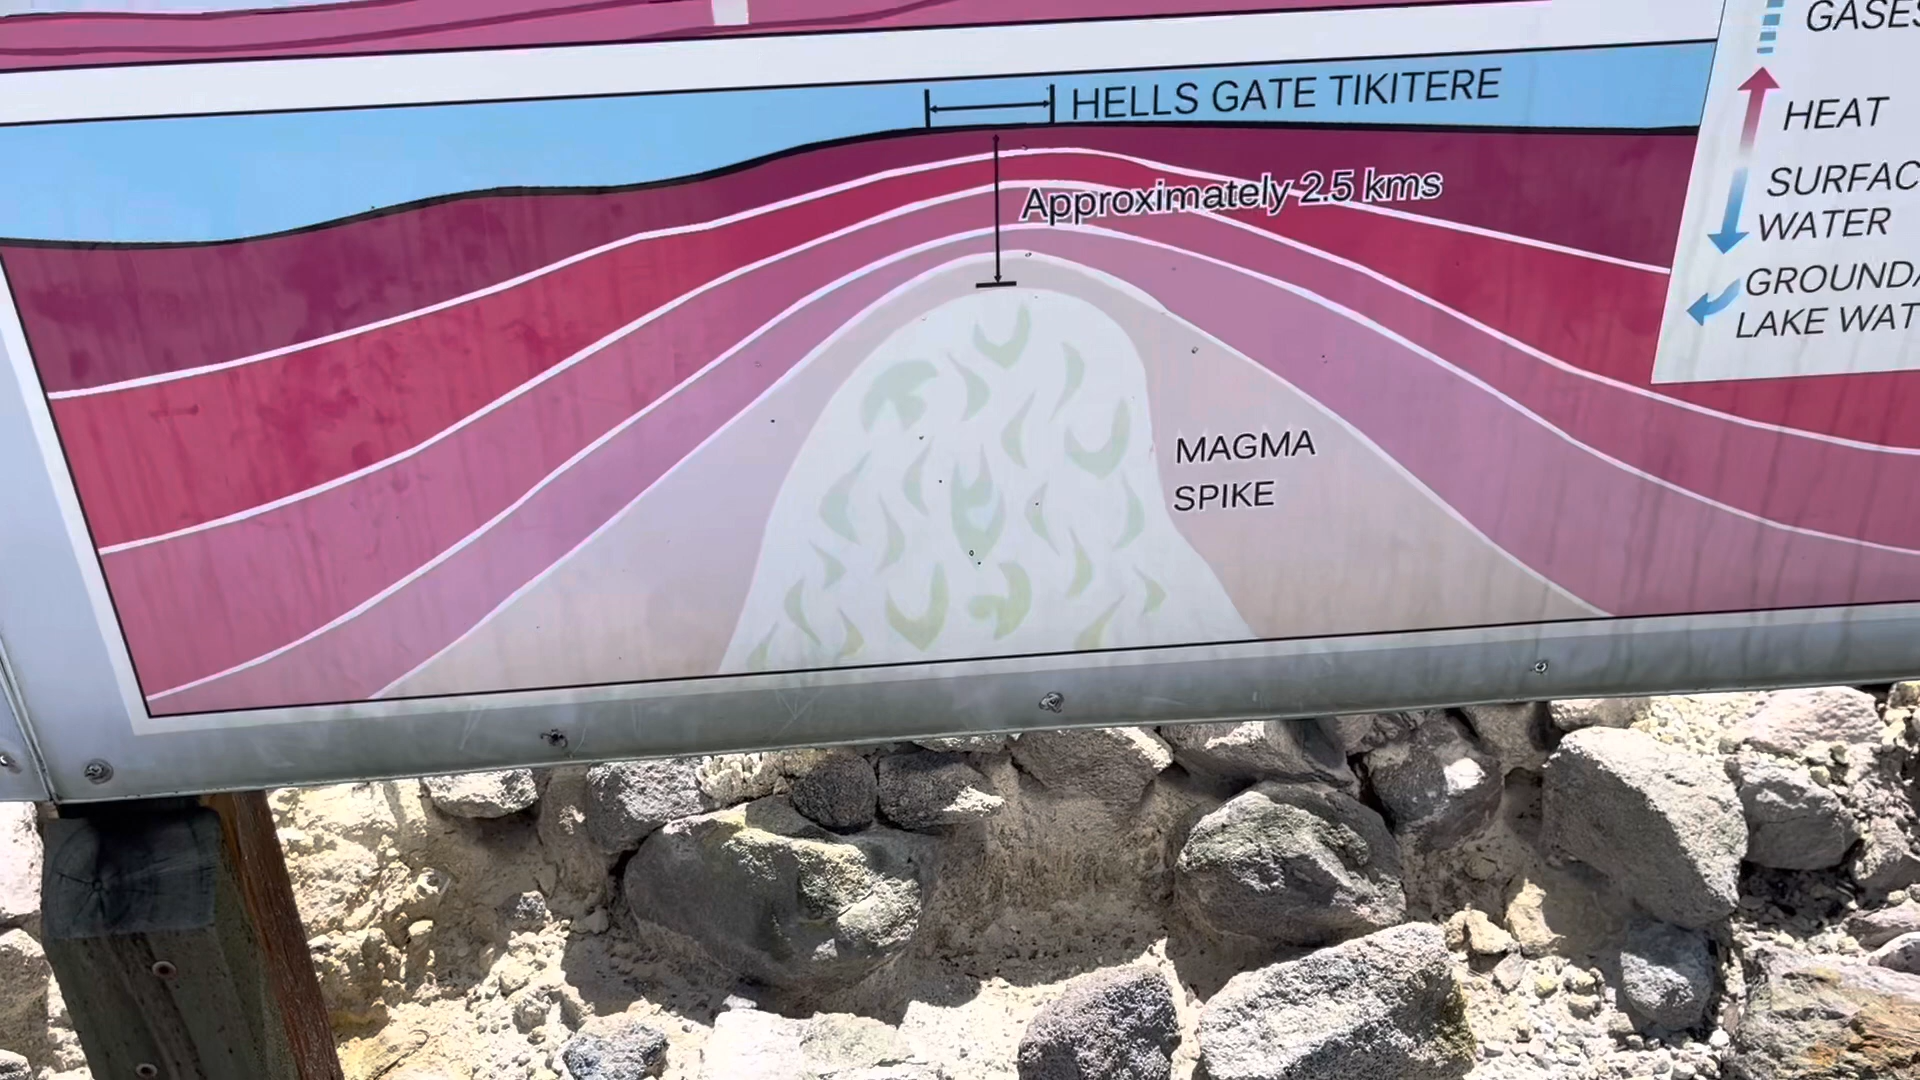 GASES
HELLS GATE TIKITERE
HEAT
Approximately 2.5 kms
SURFAC
WATER
GROUND
LAKE WAT
MAGMA
SPIKE